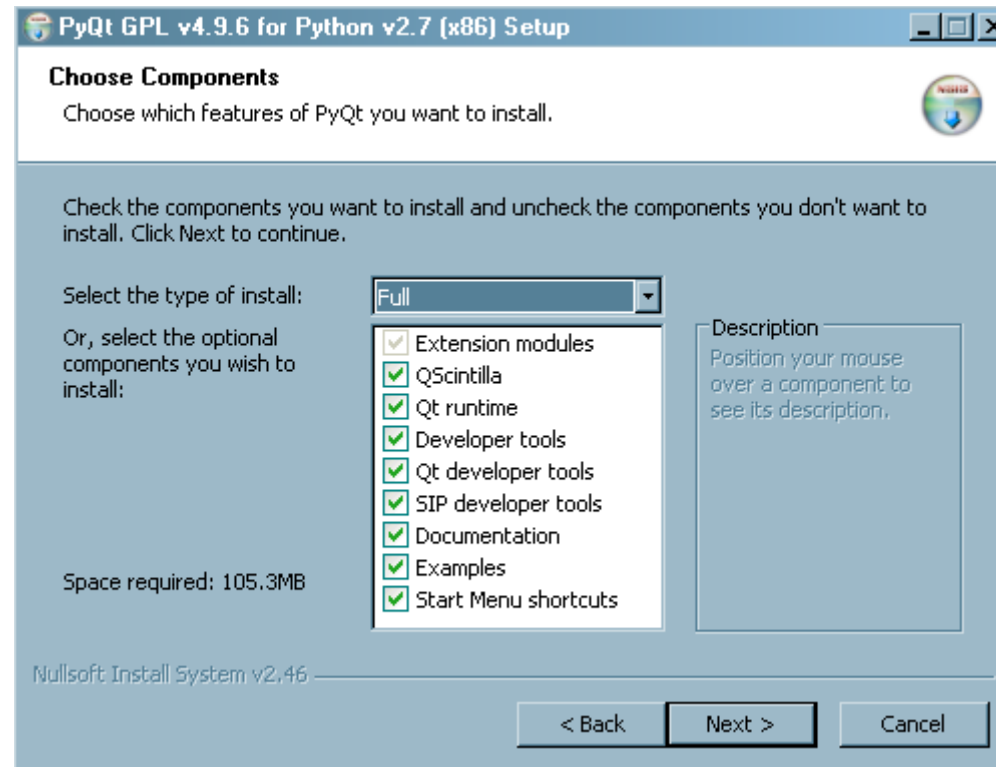 PyQt GPL v4.9.6 for Python v2.7 (x86) Setup
Choose Components
Choose which features of PyQt you want to install.
Check the components you want to install and uncheck the components you don't want to
install. Click Next to continue.
Select the type of install:
Full
Or, select the optional
components you wish to
install:
Extension modules
QScintilla
Qt runtime
Developer tools
Qt developer tools
SIP developer tools
Documentation
Examples
Start Menu shortcuts
Description
Position your mouse
over a component to
see its description.
Space required: 105.3MB
Nullsoft Install System v2.46
< Back
Next >
Cancel